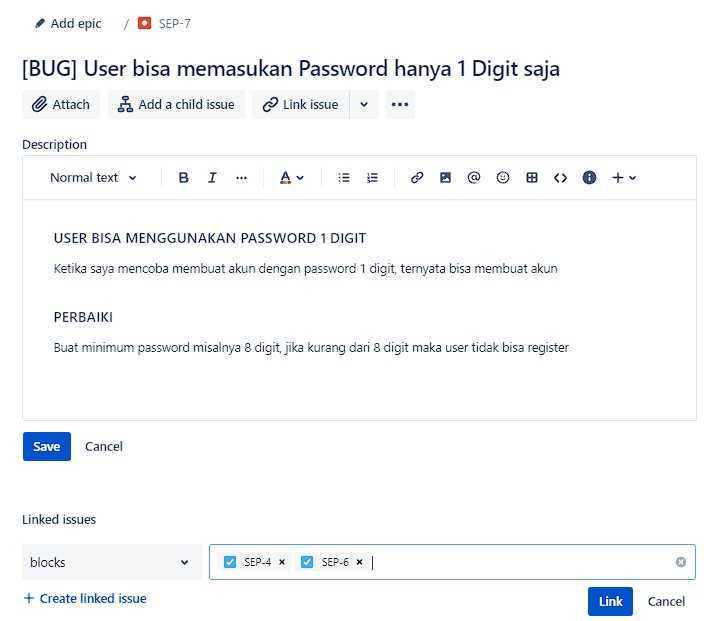 Add epic / SEP-7
[BUG] User bisa memasukan Password hanya 1 Digit saja
Attach Add a child issue Link issue
Description
Normal text B I ... A @ <> +
USER BISA MENGGUNAKAN PASSWORD 1 DIGIT
Ketika saya mencoba membuat akun dengan password 1 digit, ternyata bisa membuat akun
PERBAIKI
Buat minimum password misalnya 8 digit, jika kurang dari 8 digit maka user tidak bisa register
Save Cancel
Linked issues
blocks SEP-4 × SEP-6 ×
+ Create linked issue
Link Cancel